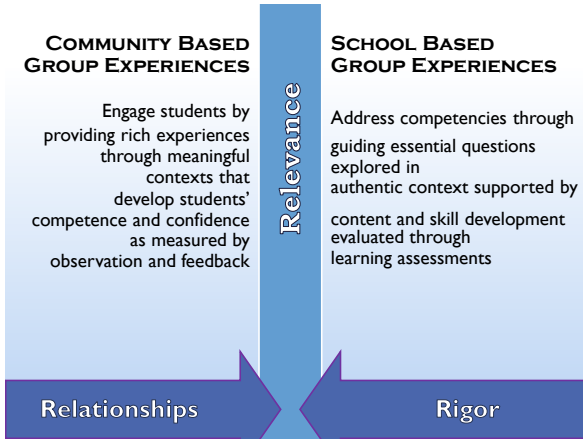 COMMUNITY BASED
GROUP EXPERIENCES
Engage students by
providing rich experiences
through meaningful
contexts that
develop students’
competence and confidence
as measured by
observation and feedback
Relevance
SCHOOL BASED
GROUP EXPERIENCES
Address competencies through
guiding essential questions
explored in
authentic context supported by
content and skill development
evaluated through
learning assessments
Relationships
Rigor